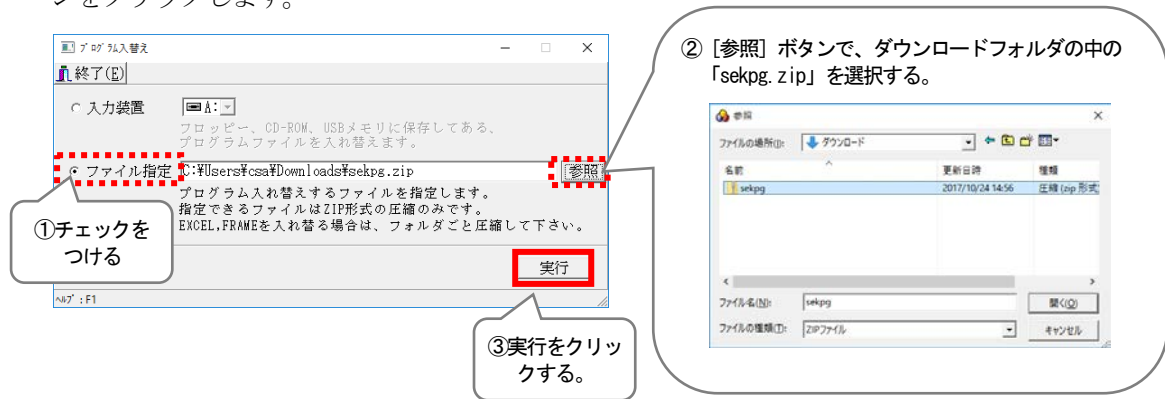 ンをクリックします。
プログラム入替え
終了(E)
入力装置
A:
フロッピー、CD-ROM、USBメモリに保存してある、
プログラムファイルを入れ替えます。
ファイル指定
C:¥Users¥csa¥Downloads¥sekpg.zip
参照
プログラム入れ替えするファイルを指定します。
指定できるファイルはZIP形式の圧縮のみです。
EXCEL,FRAMEを入れ替る場合は、フォルダごと圧縮して下さい。
実行
ヘルプ:F1
①チェックを
つける
③実行をクリッ
クする。
②[参照]ボタンで、ダウンロードフォルダの中の
「sekpg.zip」を選択する。
参照
ファイルの場所(I):
ダウンロード
名前
更新日時
種類
sekpg
2017/10/24 14:56
圧縮 (zip 形式
ファイル名(N):
sekpg
開く(O)
ファイルの種類(T):
ZIPファイル
キャンセル